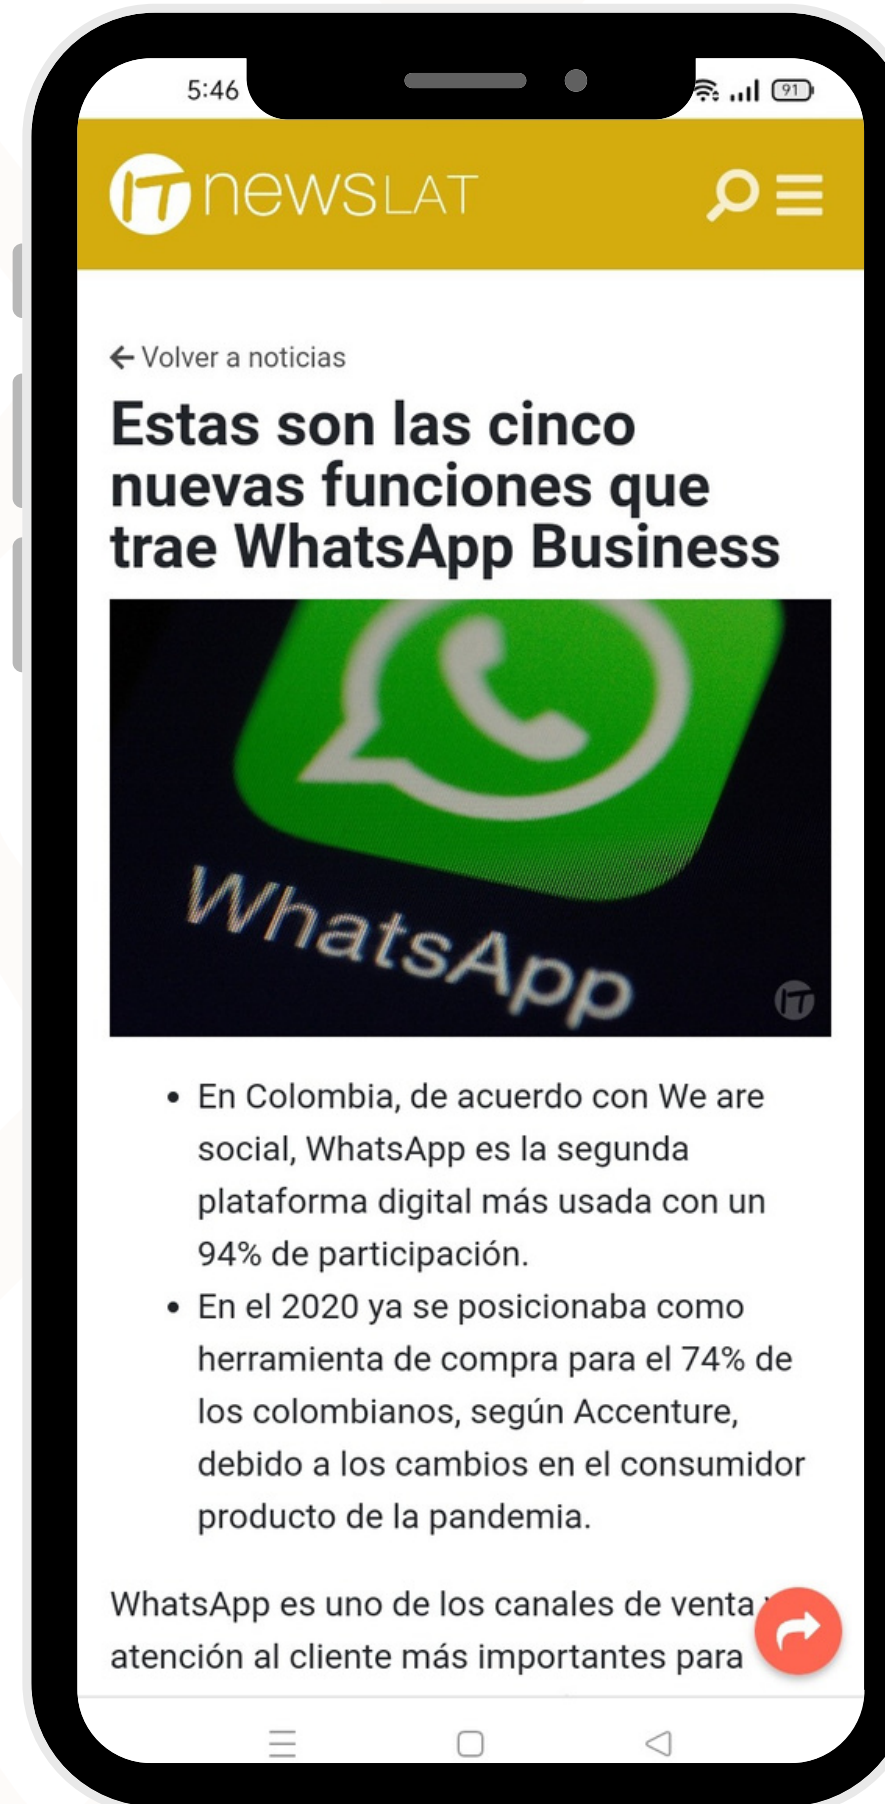 5:46
91
IT newsLAT
Volver a noticias
Estas son las cinco
nuevas funciones que
trae WhatsApp Business
WhatsApp
IT
En Colombia, de acuerdo con We are
social, WhatsApp es la segunda
plataforma digital más usada con un
94% de participación.
En el 2020 ya se posicionaba como
herramienta de compra para el 74% de
los colombianos, según Accenture,
debido a los cambios en el consumidor
producto de la pandemia.
WhatsApp es uno de los canales de venta
atención al cliente más importantes para